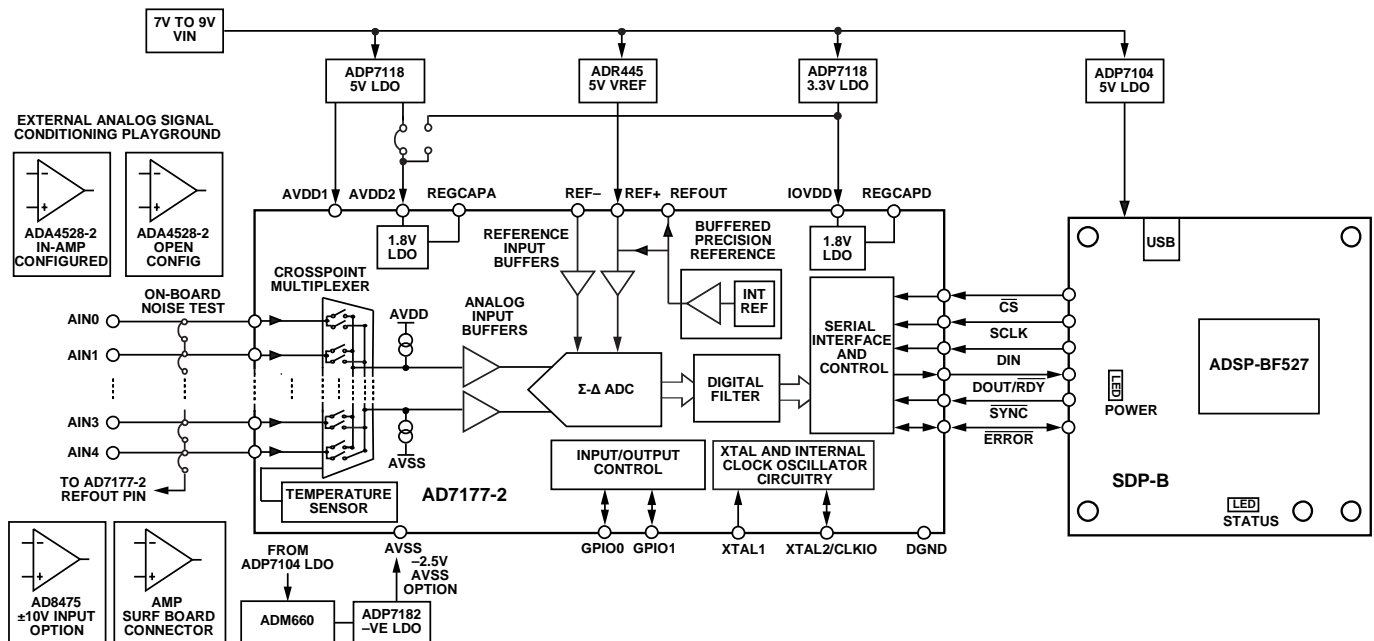 7V TO 9V
VIN
ADP7118
5V LDO
ADR445
5V VREF
ADP7118
3.3V LDO
ADP7104
5V LDO
EXTERNAL ANALOG SIGNAL
CONDITIONING PLAYGROUND
ADA4528-2
IN-AMP
CONFIGURED
ADA4528-2
OPEN
CONFIG
AVDD1
AVDD2
REGCAPA
REF–
REF+
REFOUT
IOVDD
REGCAPD
1.8V
LDO
REFERENCE
INPUT
BUFFERS
BUFFERED
PRECISION
REFERENCE
1.8V
LDO
INT
REF
USB
CROSSPOINT
MULTIPLEXER
ON-BOARD
NOISE TEST
AVDD
ANALOG
INPUT
BUFFERS
AIN0
AIN1
AIN3
AIN4
Σ-Δ ADC
DIGITAL
FILTER
SERIAL
INTERFACE
AND
CONTROL
CS
SCLK
DIN
DOUT/RDY
SYNC
ERROR
ADSP-BF527
LED
POWER
AVSS
TO AD7177-2
REFOUT PIN
TEMPERATURE
SENSOR
AD7177-2
INPUT/OUTPUT
CONTROL
XTAL AND INTERNAL
CLOCK OSCILLATOR
CIRCUITRY
SDP-B
LED
STATUS
AVSS
GPIO0
GPIO1
XTAL1
XTAL2/CLKIO
DGND
AD8475
±10V INPUT
OPTION
AMP
SURF BOARD
CONNECTOR
FROM
ADP7104 LDO
–2.5V
AVSS
OPTION
ADM660
ADP7182
–VE LDO